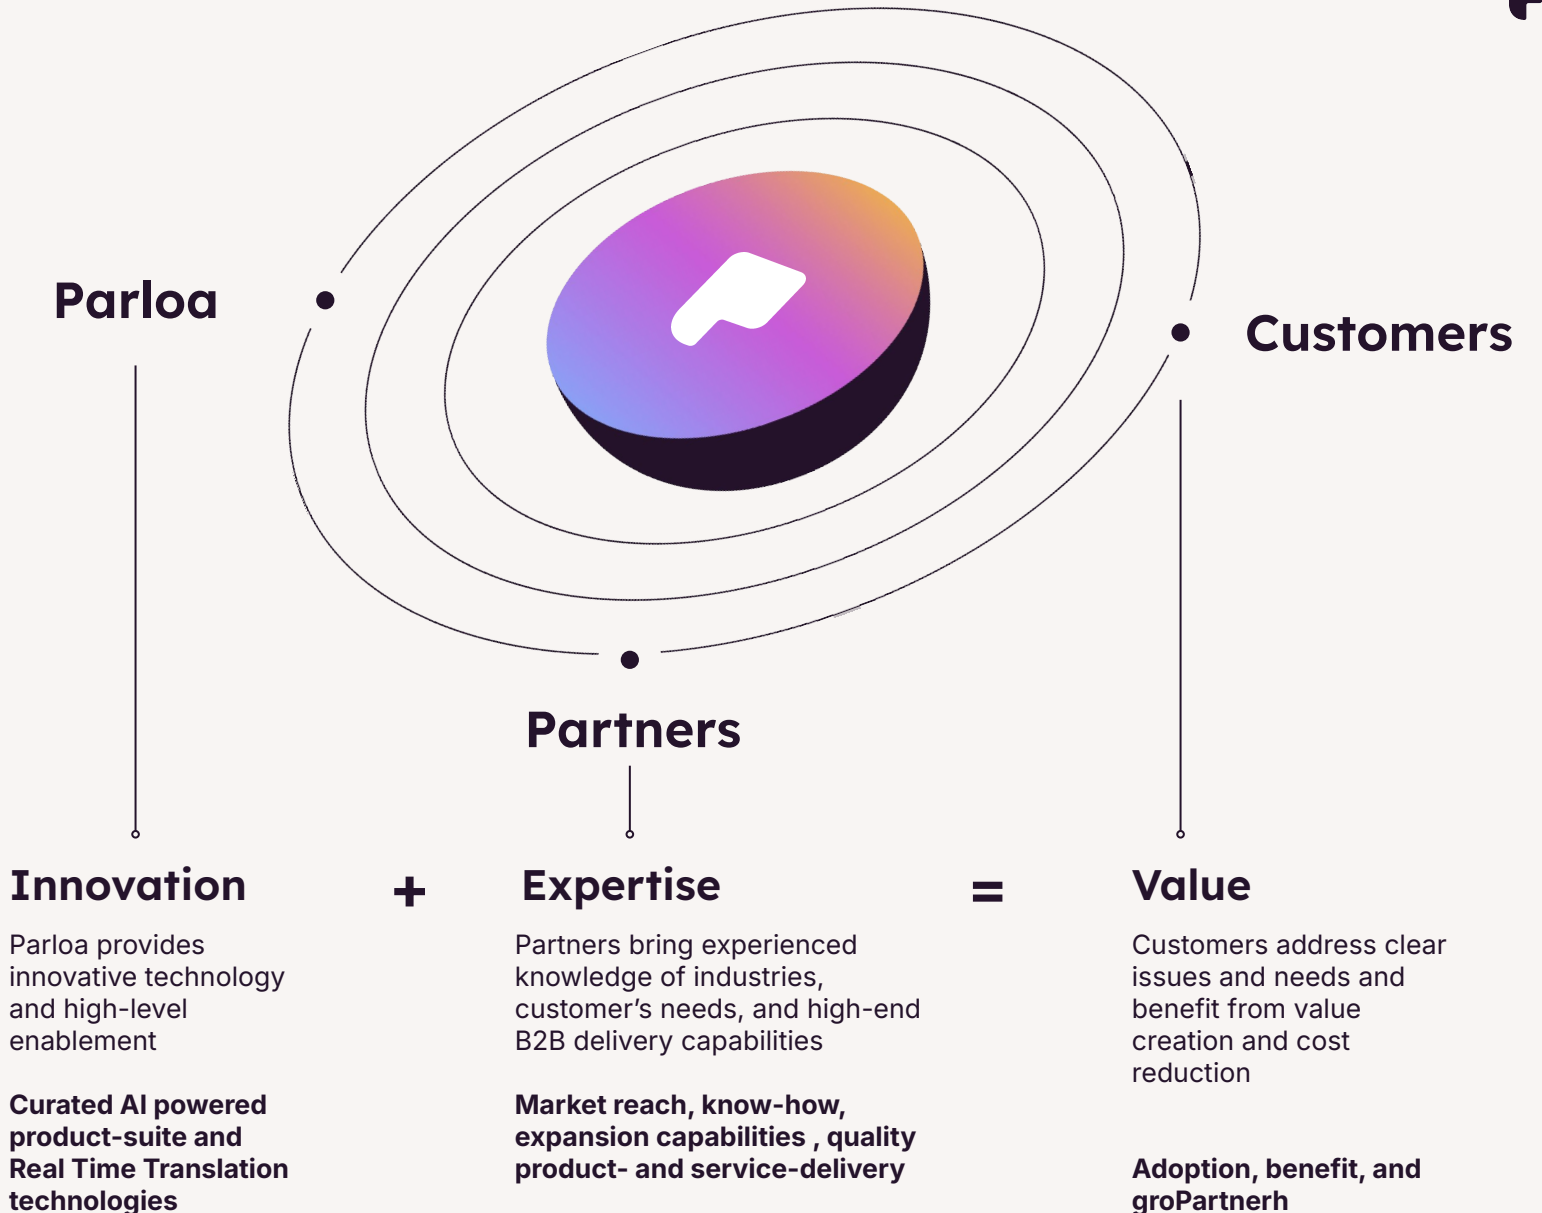 Parloa
Customers
Partners
Innovation
+
Expertise
=
Value
Parloa provides
innovative technology
and high-level
enablement
Curated AI powered
product-suite and
Real Time Translation
technologies
Partners bring experienced
knowledge of industries,
customer’s needs, and high-end
B2B delivery capabilities
Market reach, know-how,
expansion capabilities , quality
product- and service-delivery
Customers address clear
issues and needs and
benefit from value
creation and cost
reduction
Adoption, benefit, and
groPartnerh